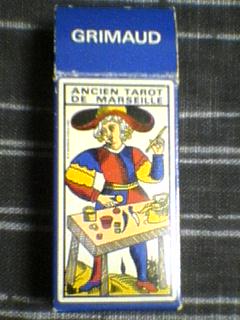 GRIMAUD
ANCIEN TAROT
DE MARSEILLE